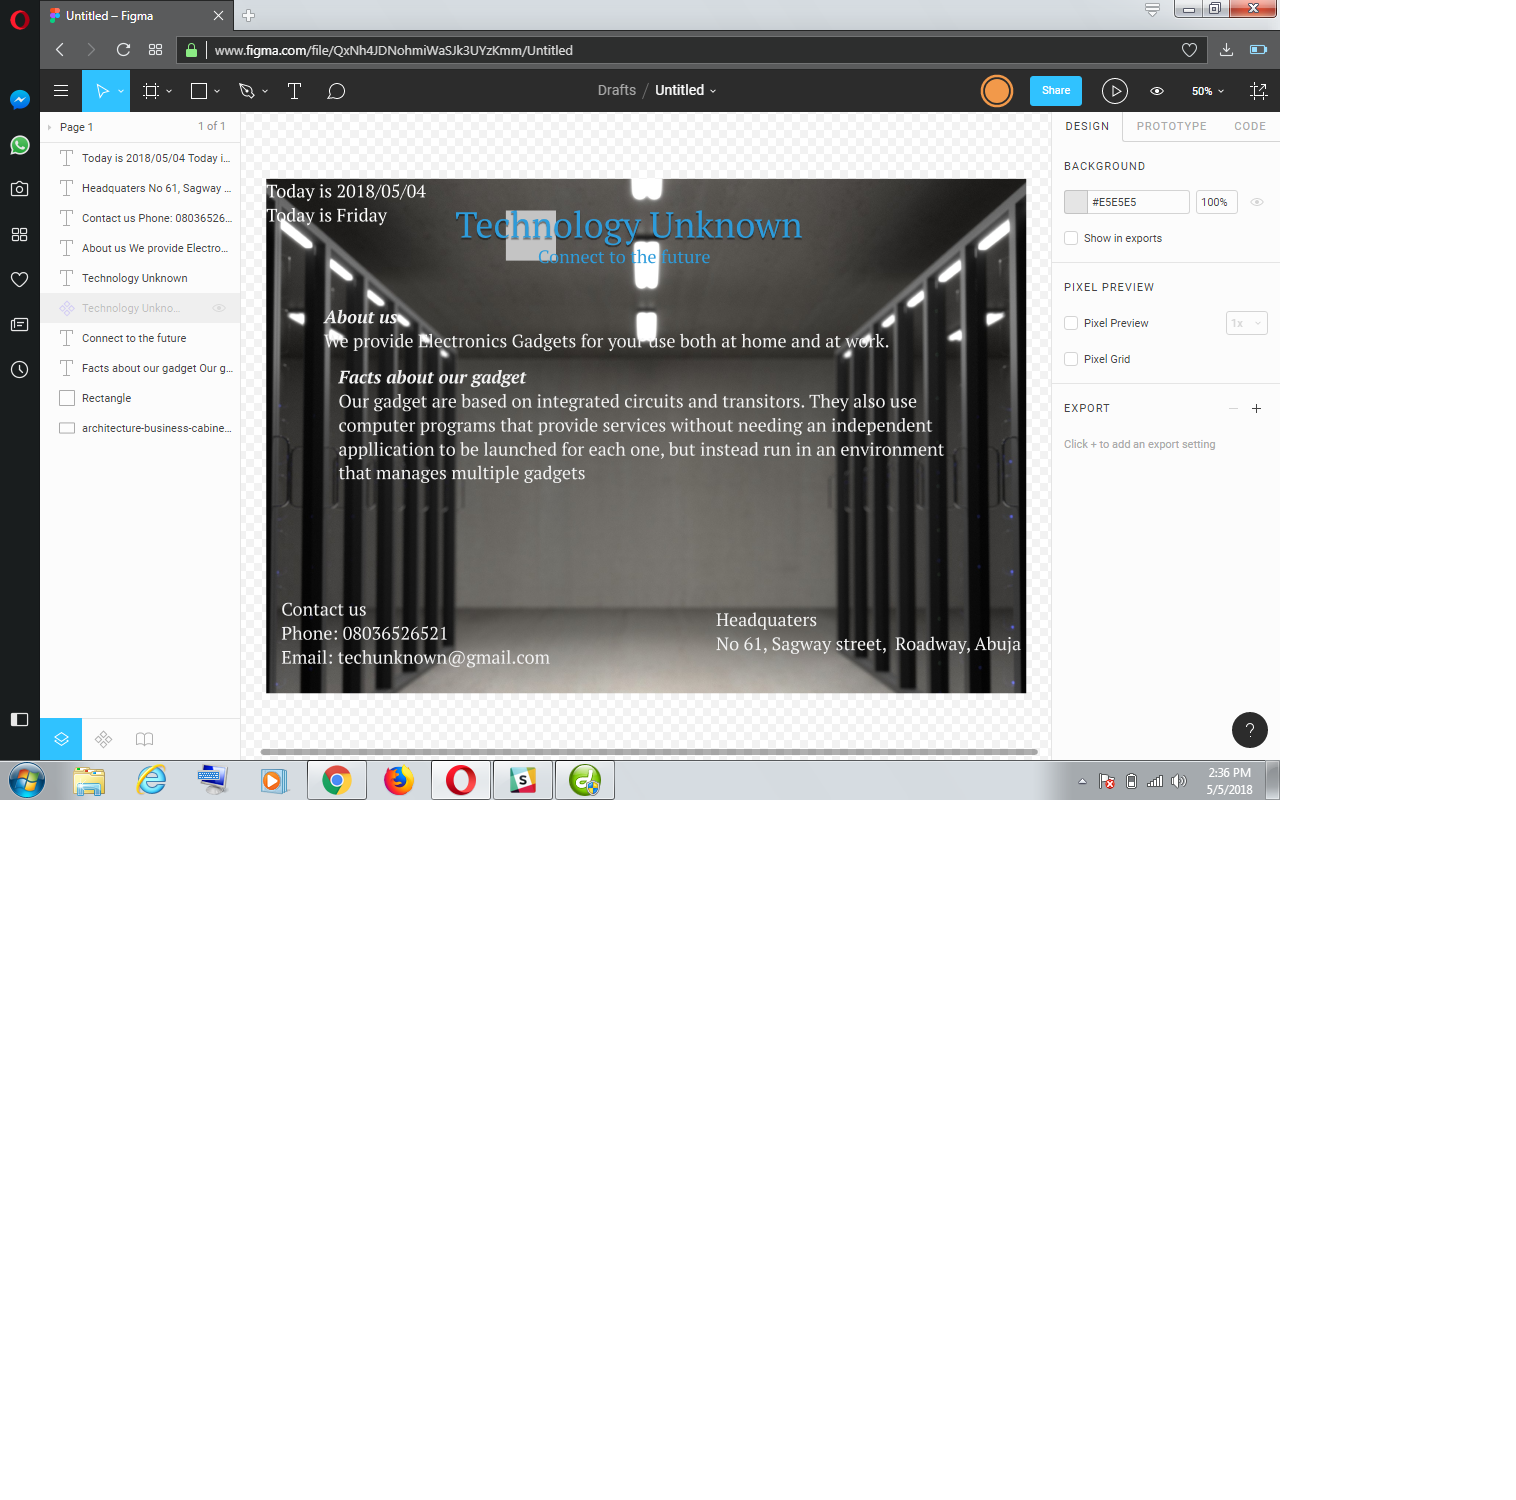 Untitled – Figma
www.figma.com/file/QxNh4JDNohmiWaSJk3UYzKmm/Untitled
Drafts / Untitled
Share
50%
Page 1
1 of 1
Today is 2018/05/04 Today i...
Headquaters No 61, Sagway ...
Contact us Phone: 08036526...
About us We provide Electro...
Technology Unknown
Technology Unkno...
Connect to the future
Facts about our gadget Our g...
Rectangle
architecture-business-cabine...
Today is 2018/05/04
Today is Friday
Technology Unknown
Connect to the future
About us
We provide Electronics Gadgets for your use both at home and at work.
Facts about our gadget
Our gadget are based on integrated circuits and transitors. They also use
computer programs that provide services without needing an independent
appllication to be launched for each one, but instead run in an environment
that manages multiple gadgets
Contact us
Phone: 08036526521
Email: techunknown@gmail.com
Headquaters
No 61, Sagway street,  Roadway, Abuja
DESIGN
PROTOTYPE
CODE
BACKGROUND
#E5E5E5
100%
Show in exports
PIXEL PREVIEW
Pixel Preview
1x
Pixel Grid
EXPORT
Click + to add an export setting
?
S
2:36 PM
5/5/2018